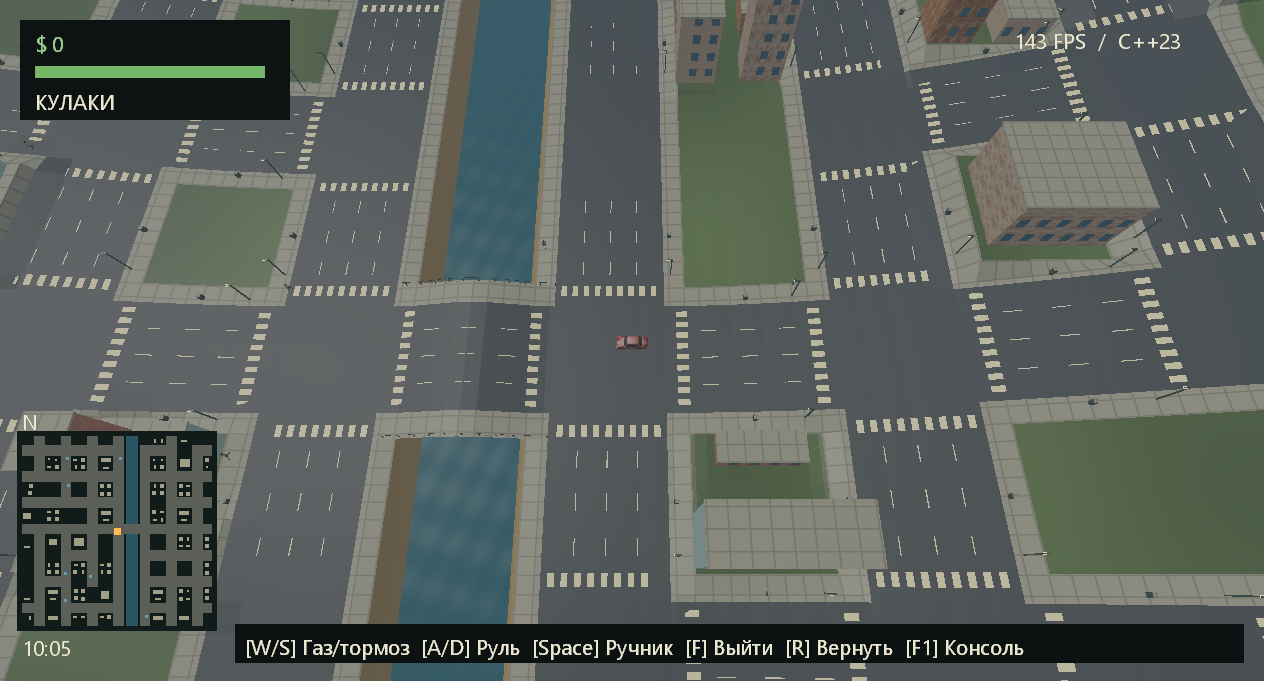 $ 0
143 FPS / C++23
КУЛАКИ
N
10:05
[W/S] Газ/тормоз [A/D] Руль [Space] Ручник [F] Выйти [R] Вернуть [F1] Консоль